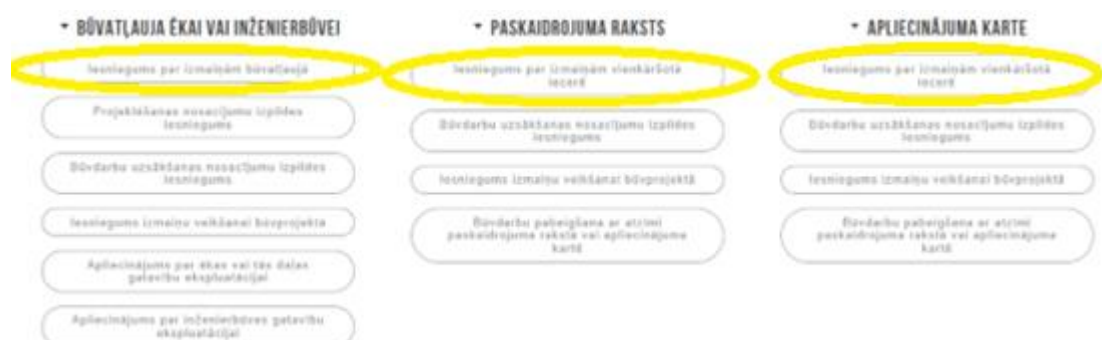 BŪVATĻAUJA ĒKAI VAI INŽENIERBŪVEI
Iesniegums par izmaiņām būvatļaujā
Projektēšanas nosacījumu izpildes
iesniegums
Būvdarbu uzsākšanas nosacījumu izpildes
iesniegums
Iesniegums izmaiņu veikšanai būvprojektā
Apliecinājums par ēkas vai tās daļas
gatavību ekspluatācijai
Apliecinājums par inženierbūves gatavību
ekspluatācijai
PASKAIDROJUMA RAKSTS
Iesniegums par izmaiņām vienkāršotā
iecerē
Būvdarbu uzsākšanas nosacījumu izpildes
iesniegums
Iesniegums izmaiņu veikšanai būvprojektā
Būvdarbu pabeigšana ar atzīmi
paskaidrojuma rakstā vai apliecinājuma
kartē
APLIECINĀJUMA KARTE
Iesniegums par izmaiņām vienkāršotā
iecerē
Būvdarbu uzsākšanas nosacījumu izpildes
iesniegums
Iesniegums izmaiņu veikšanai būvprojektā
Būvdarbu pabeigšana ar atzīmi
paskaidrojuma rakstā vai apliecinājuma
kartē